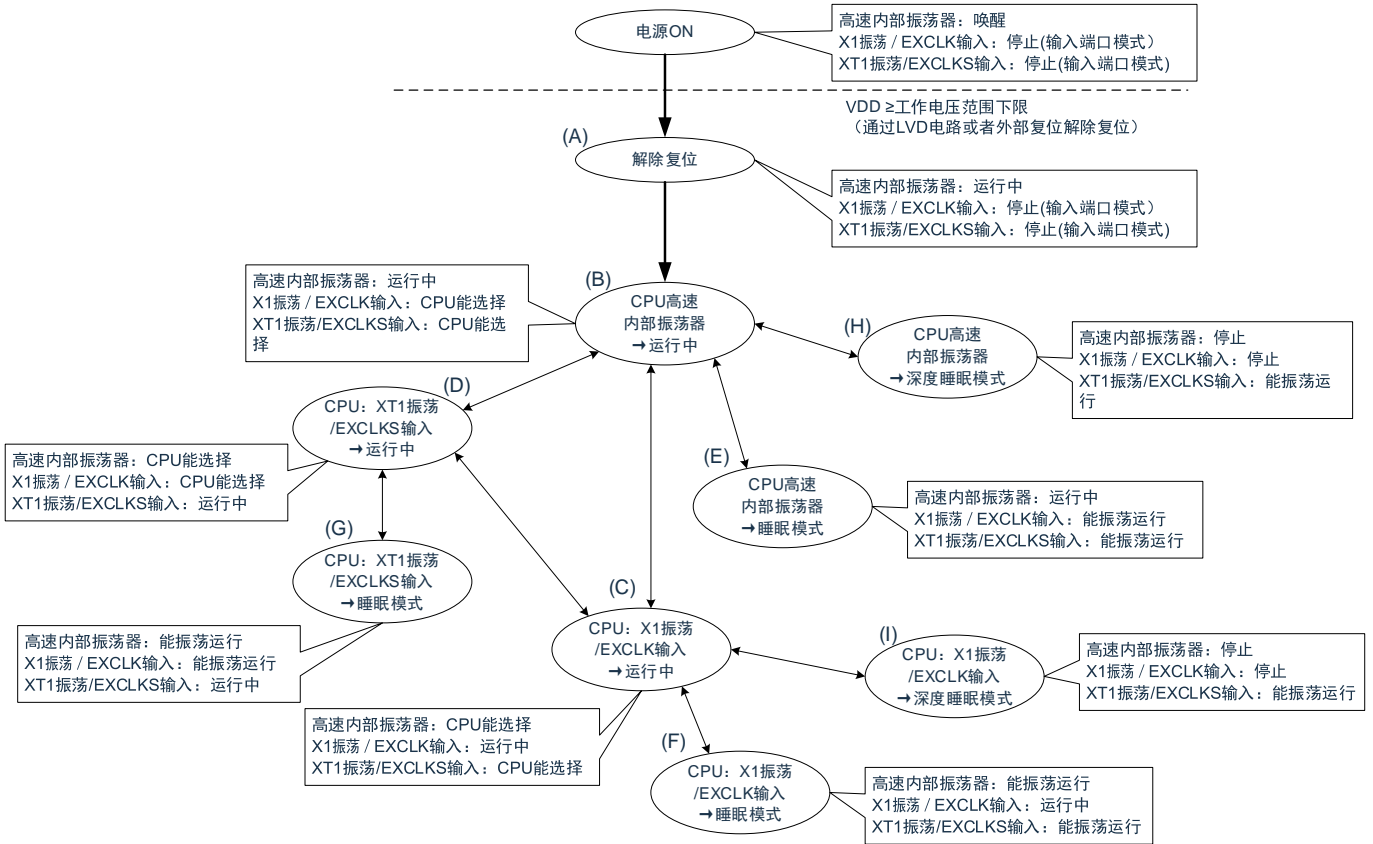 电源ON
高速内部振荡器：唤醒
X1振荡 / EXCLK输入：停止(输入端口模式）
XT1振荡/EXCLKS输入：停止(输入端口模式)
VDD ≥工作电压范围下限
（通过LVD电路或者外部复位解除复位）
(A)
解除复位
高速内部振荡器：运行中
X1振荡 / EXCLK输入：停止(输入端口模式）
XT1振荡/EXCLKS输入：停止(输入端口模式)
(B)
CPU高速
内部振荡器
→运行中
高速内部振荡器：运行中
X1振荡 / EXCLK输入：CPU能选择
XT1振荡/EXCLKS输入：CPU能选
择
(H)
CPU高速
内部振荡器
→深度睡眠模式
高速内部振荡器：停止
X1振荡 / EXCLK输入：停止
XT1振荡/EXCLKS输入：能振荡运
行
(D)
CPU：XT1振荡
/EXCLKS输入
→运行中
高速内部振荡器：CPU能选择
X1振荡 / EXCLK输入：CPU能选择
XT1振荡/EXCLKS输入：运行中
(E)
CPU高速
内部振荡器
→睡眠模式
高速内部振荡器：运行中
X1振荡 / EXCLK输入：能振荡运行
XT1振荡/EXCLKS输入：能振荡运行
(G)
CPU：XT1振荡
/EXCLKS输入
→睡眠模式
高速内部振荡器：能振荡运行
X1振荡 / EXCLK输入：能振荡运行
XT1振荡/EXCLKS输入：运行中
(C)
CPU：X1振荡
/EXCLK输入
→运行中
高速内部振荡器：CPU能选择
X1振荡 / EXCLK输入：运行中
XT1振荡/EXCLKS输入：CPU能选择
(I)
CPU：X1振荡
/EXCLK输入
→深度睡眠模式
高速内部振荡器：停止
X1振荡 / EXCLK输入：停止
XT1振荡/EXCLKS输入：能振荡运行
(F)
CPU：X1振荡
/EXCLK输入
→睡眠模式
高速内部振荡器：能振荡运行
X1振荡 / EXCLK输入：运行中
XT1振荡/EXCLKS输入：能振荡运行